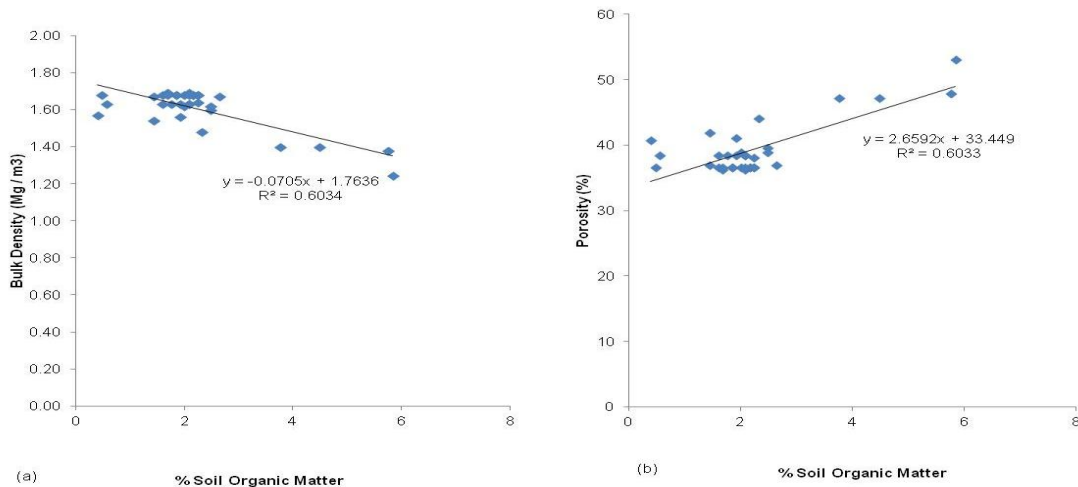 2.00
1.80
1.60
1.40
1.20
1.00
0.80
0.60
0.40
0.20
0.00
Bulk Density (Mg / m3)
y = -0.0705x + 1.7636
R² = 0.6034
0 2 4 6 8
(a) % Soil Organic Matter
60
50
40
30
20
10
0
Porosity (%)
y = 2.6592x + 33.449
R² = 0.6033
0 2 4 6 8
(b) % Soil Organic Matter